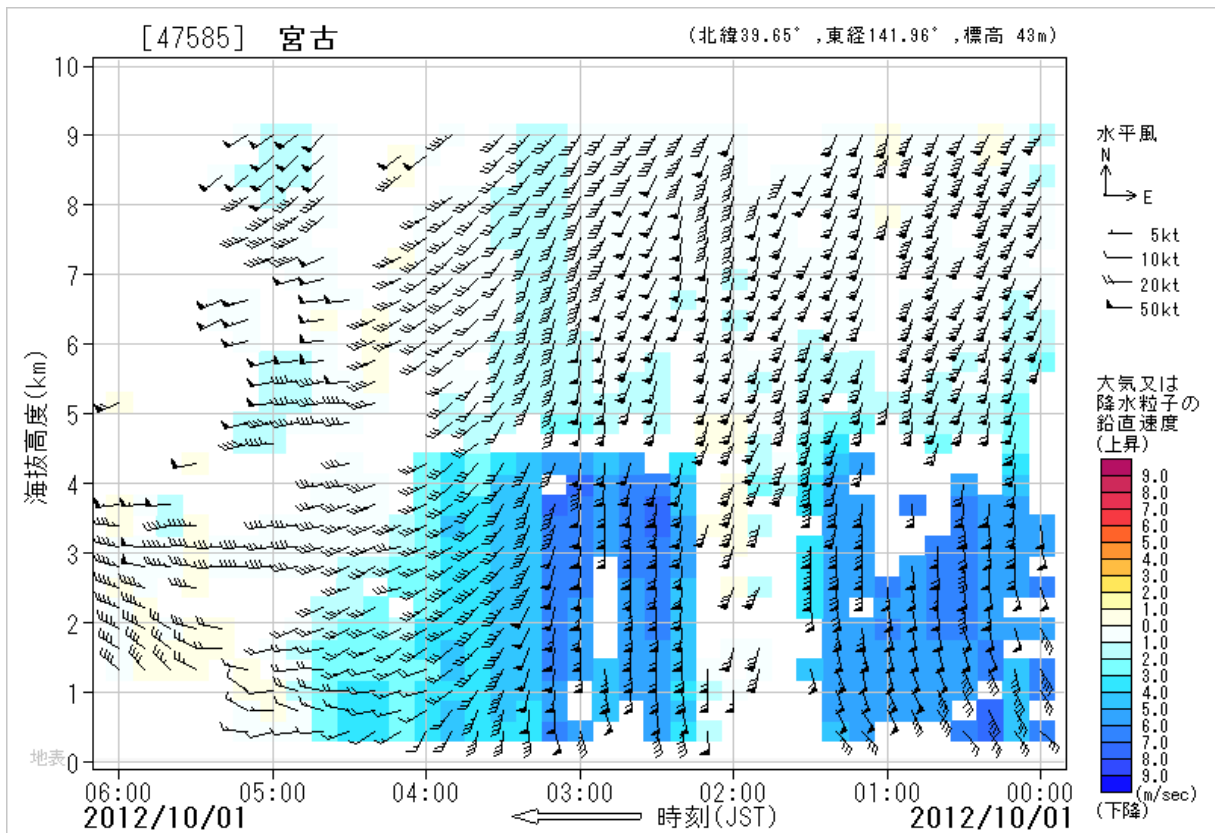 [47585] 宮古
(北緯39.65°,東経141.96°,標高 43m)
海抜高度(km)
10
9
8
7
6
5
4
3
2
1
0
地表
06:00 05:00 04:00 03:00 02:00 01:00 00:00
2012/10/01 時刻(JST) 2012/10/01
水平風
N
E
5kt
10kt
20kt
50kt
大気又は
降水粒子の
鉛直速度
(上昇)
9.0
8.0
7.0
6.0
5.0
4.0
3.0
2.0
1.0
0.0
1.0
2.0
3.0
4.0
5.0
6.0
7.0
8.0
9.0
(m/sec)
(下降)